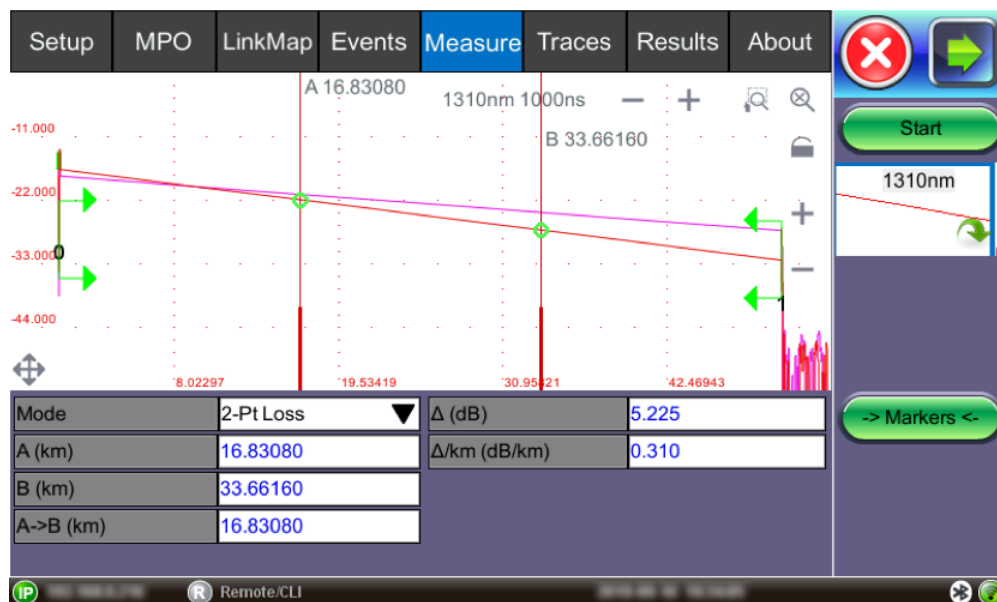 Setup MPO LinkMap Events Measure Traces Results About
A 16.83080
1310nm 1000ns
B 33.66160
-11.000
-22.000
-33.000
-44.000
0
1
8.02297 19.53419 30.95821 42.46943
Start
1310nm
-> Markers <-
Mode 2-Pt Loss Δ (dB) 5.225
A (km) 16.83080 Δ/km (dB/km) 0.310
B (km) 33.66160
A->B (km) 16.83080
IP R Remote/CLI